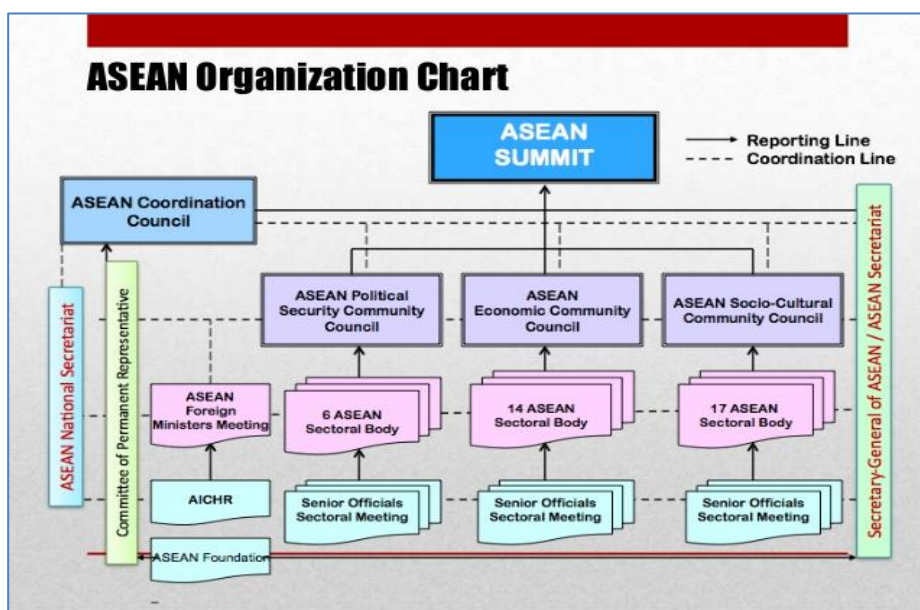 ASEAN Organization Chart
ASEAN
SUMMIT
Reporting Line
Coordination Line
ASEAN Coordination
Council
ASEAN National Secretariat
Committee of Permanent Representative
Secretary-General of ASEAN / ASEAN Secretariat
ASEAN Political
Security Community
Council
ASEAN
Economic Community
Council
ASEAN Socio-Cultural
Community Council
ASEAN
Foreign
Ministers Meeting
6 ASEAN
Sectoral Body
14 ASEAN
Sectoral Body
17 ASEAN
Sectoral Body
AICHR
Senior Officials
Sectoral Meeting
Senior Officials
Sectoral Meeting
Senior Officials
Sectoral Meeting
ASEAN Foundation